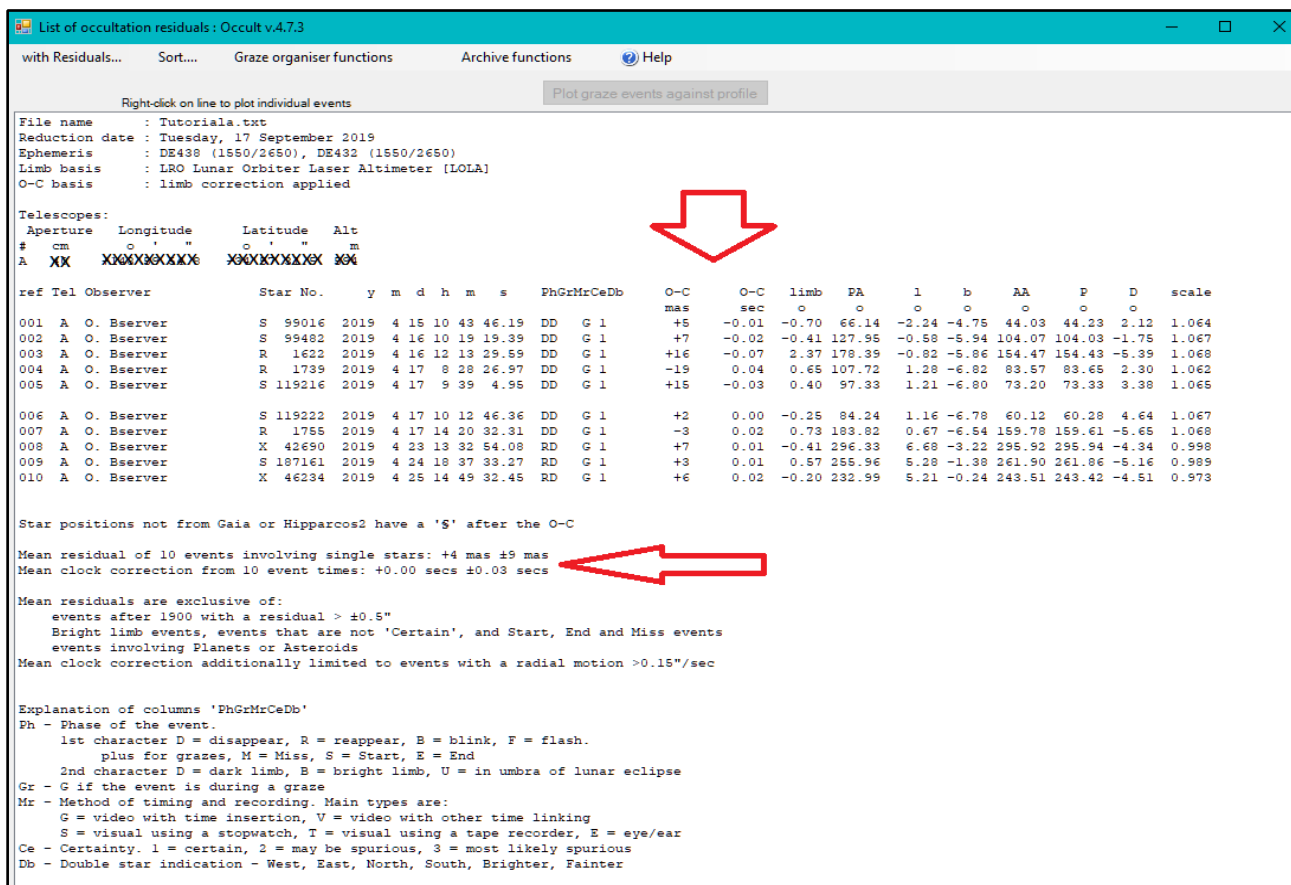 List of occultation residuals : Occult v.4.7.3
with Residuals... Sort.... Graze organiser functions Archive functions Help
Plot graze events against profile
Right-click on line to plot individual events
File name : Tutoriala.txt
Reduction date : Tuesday, 17 September 2019
Ephemeris : DE438 (1550/2650), DE432 (1550/2650)
Limb basis : LRO Lunar Orbiter Laser Altimeter [LOLA]
O-C basis : limb correction applied
Telescopes:
Aperture Longitude Latitude Alt
# cm o ' " o ' " m
A
ref Tel Observer Star No. y m d h m s PhGrMrCeDb O-C O-C limb PA l b AA P D scale
mas sec o o o o o o o
001 A O. Bserver S 99016 2019 4 15 10 43 46.19 DD G 1 +5 -0.01 -0.70 66.14 -2.24 -4.75 44.03 44.23 2.12 1.064
002 A O. Bserver S 99482 2019 4 16 10 19 19.39 DD G 1 +7 -0.02 -0.41 127.95 -0.58 -5.94 104.07 104.03 -1.75 1.067
003 A O. Bserver R 1622 2019 4 16 12 13 29.59 DD G 1 +16 -0.07 2.37 178.39 -0.82 -5.86 154.47 154.43 -5.39 1.068
004 A O. Bserver R 1739 2019 4 17 8 28 26.97 DD G 1 -19 0.04 0.65 107.72 1.28 -6.82 83.57 83.65 2.30 1.062
005 A O. Bserver S 119216 2019 4 17 9 39 4.95 DD G 1 +15 -0.03 0.40 97.33 1.21 -6.80 73.20 73.33 3.38 1.065
006 A O. Bserver S 119222 2019 4 17 10 12 46.36 DD G 1 +2 0.00 -0.25 84.24 1.16 -6.78 60.12 60.28 4.64 1.067
007 A O. Bserver R 1755 2019 4 17 14 20 32.31 DD G 1 -3 0.02 0.73 183.82 0.67 -6.54 159.78 159.61 -5.65 1.068
008 A O. Bserver X 42690 2019 4 23 13 32 54.08 RD G 1 +7 0.01 -0.41 296.33 6.68 -3.22 295.92 295.94 -4.34 0.998
009 A O. Bserver S 187161 2019 4 24 18 37 33.27 RD G 1 +3 0.01 0.57 255.96 5.28 -1.38 261.90 261.86 -5.16 0.989
010 A O. Bserver X 46234 2019 4 25 14 49 32.45 RD G 1 +6 0.02 -0.20 232.99 5.21 -0.24 243.51 243.42 -4.51 0.973
Star positions not from Gaia or Hipparcos2 have a '§' after the O-C
Mean residual of 10 events involving single stars: +4 mas ±9 mas
Mean clock correction from 10 event times: +0.00 secs ±0.03 secs
Mean residuals are exclusive of:
events after 1900 with a residual > ±0.5"
Bright limb events, events that are not 'Certain', and Start, End and Miss events
events involving Planets or Asteroids
Mean clock correction additionally limited to events with a radial motion >0.15"/sec
Explanation of columns 'PhGrMrCeDb'
Ph - Phase of the event.
1st character D = disappear, R = reappear, B = blink, F = flash.
plus for grazes, M = Miss, S = Start, E = End
2nd character D = dark limb, B = bright limb, U = in umbra of lunar eclipse
Gr - G if the event is during a graze
Mr - Method of timing and recording. Main types are:
G = video with time insertion, V = video with other time linking
S = visual using a stopwatch, T = visual using a tape recorder, E = eye/ear
Ce - Certainty. 1 = certain, 2 = may be spurious, 3 = most likely spurious
Db - Double star indication - West, East, North, South, Brighter, Fainter